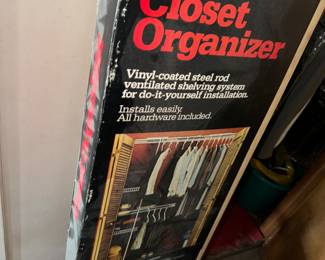 Closet
Organizer
Vinyl-coated steel rod
ventilated shelving system
for do-it-yourself installation.
Installs easily.
All hardware included.